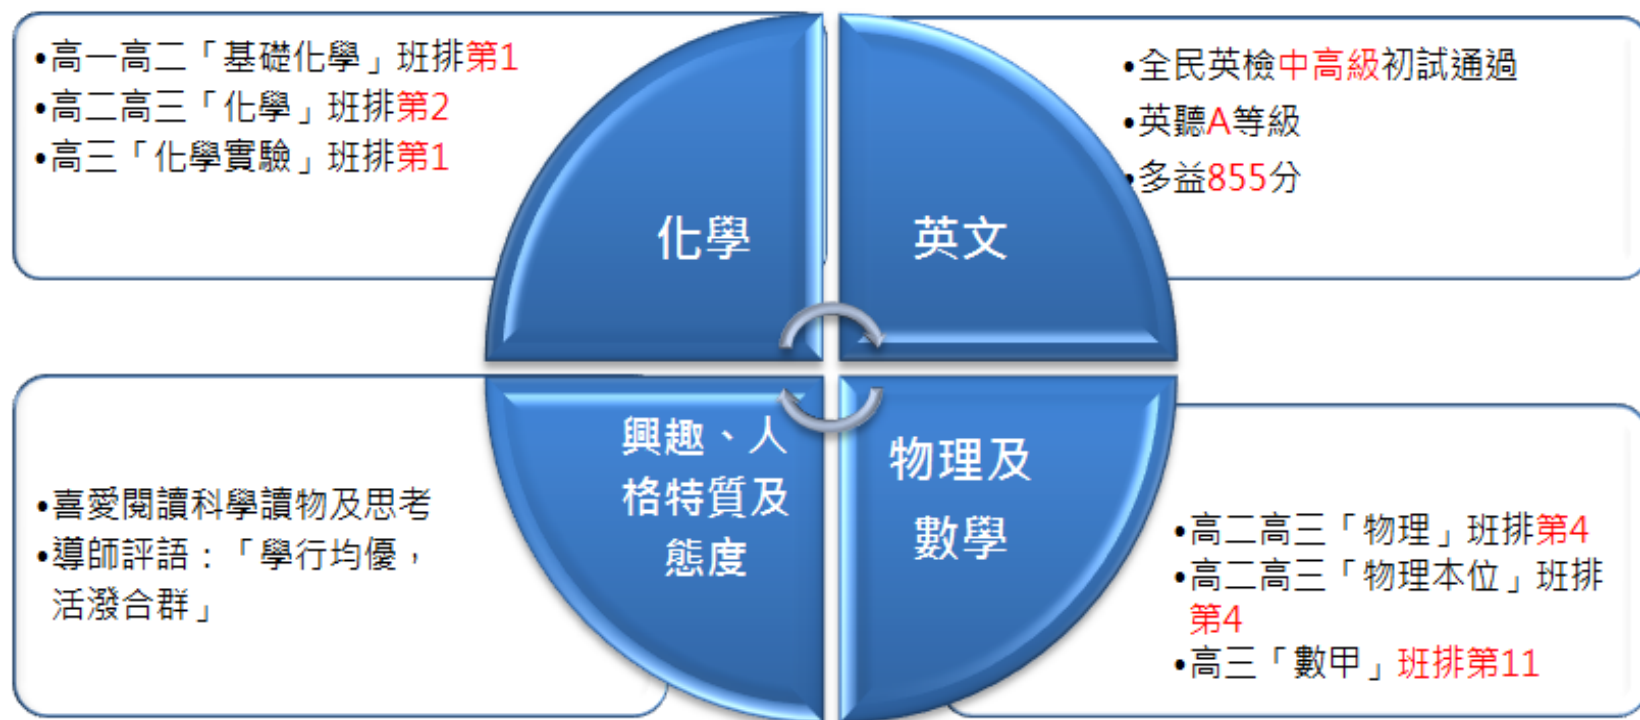 •高一高二「基礎化學」班排第1
•高二高三「化學」班排第2
•高三「化學實驗」班排第1
化學
英文
•全民英檢中高級初試通過
•英聽A等級
•多益855分
•喜愛閱讀科學讀物及思考
•導師評語：「學行均優，
活潑合群」
興趣、人
格特質及
態度
物理及
數學
•高二高三「物理」班排第4
•高二高三「物理本位」班排
第4
•高三「數甲」班排第11